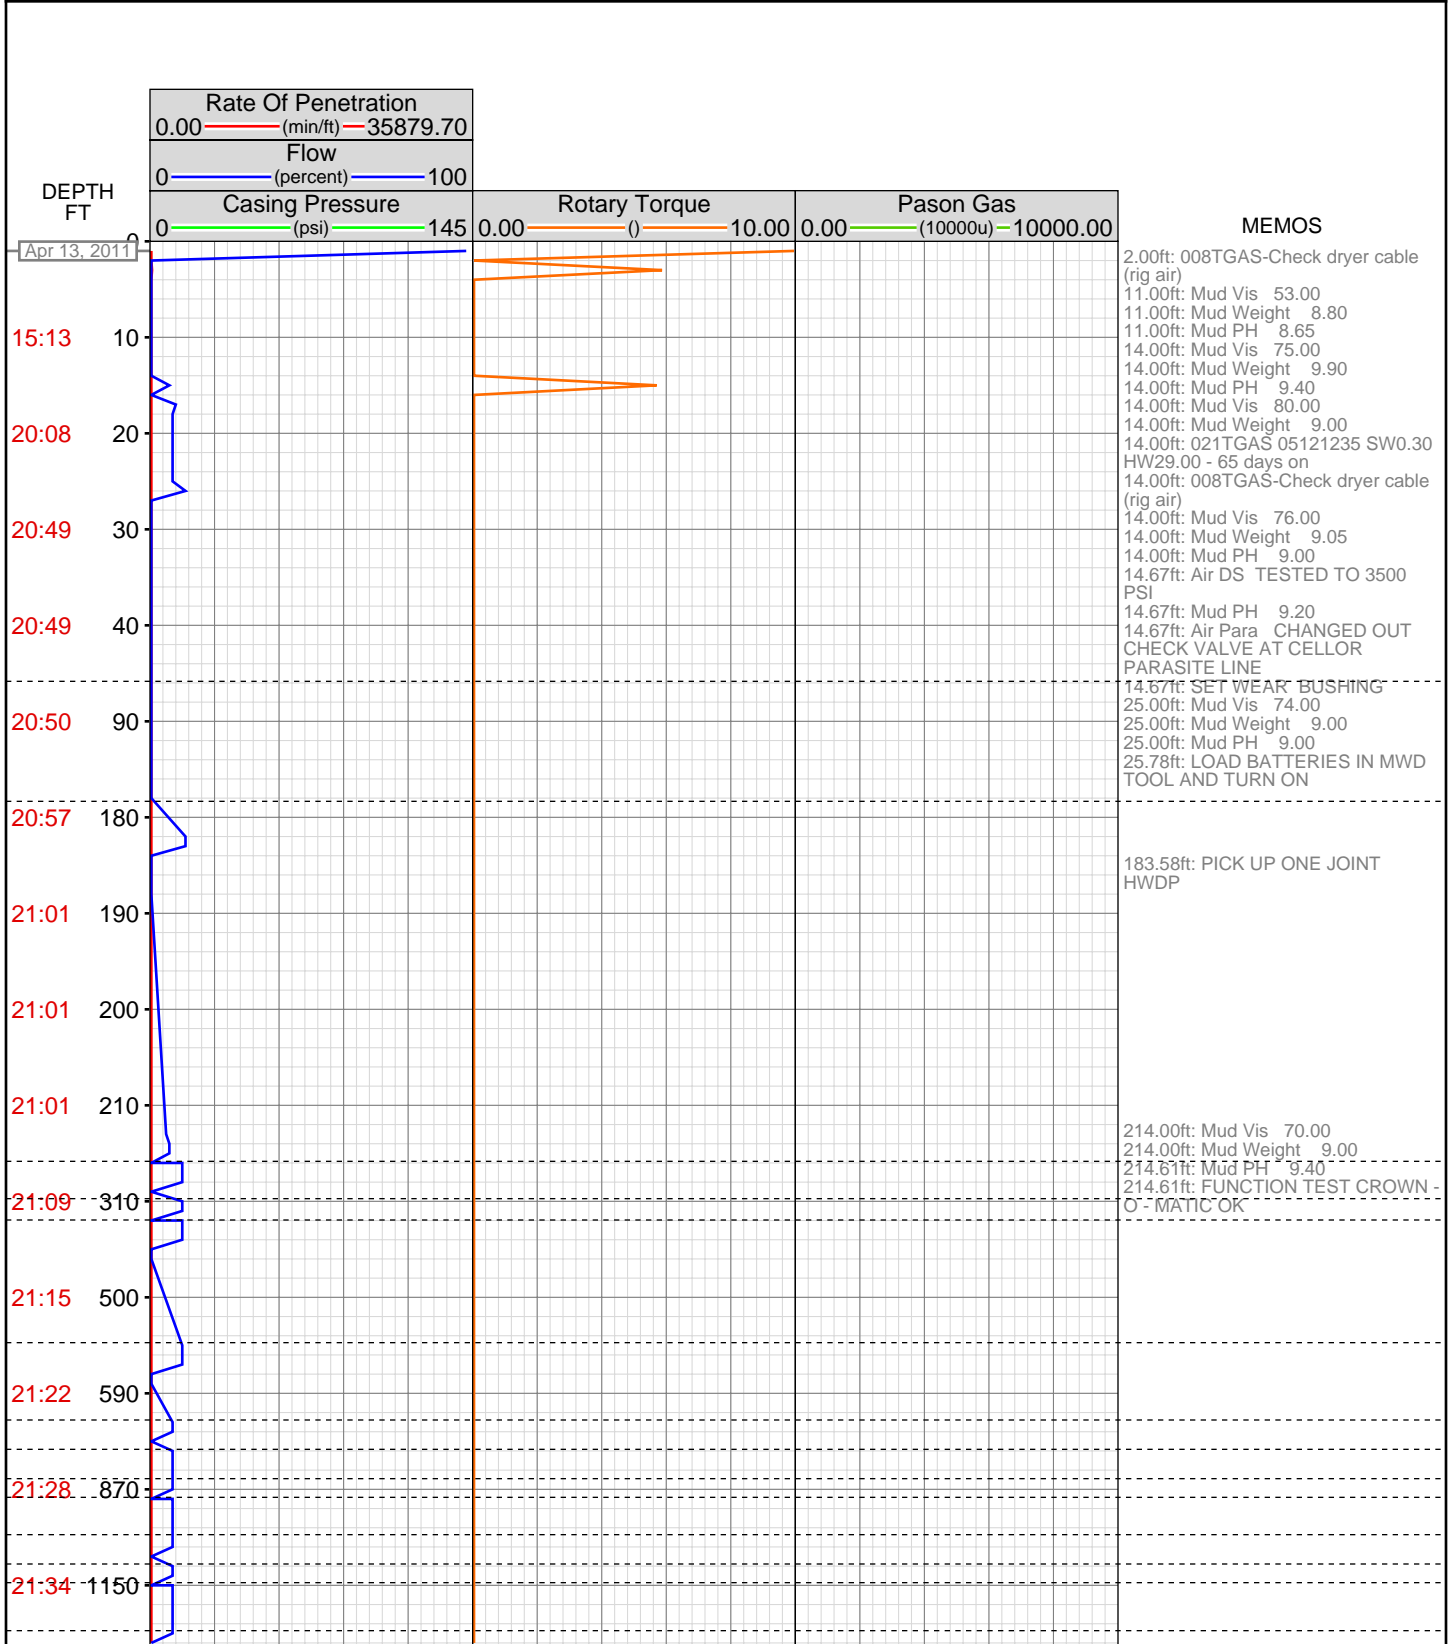 Rate Of Penetration
0.00 (min/ft) 35879.70
Flow
0 (percent) 100
DEPTH
FT
Casing Pressure
0 (psi) 145
Rotary Torque
0.00 () 10.00
Pason Gas
0.00 (10000u) 10000.00
MEMOS
0
Apr 13, 2011
2.00ft: 008TGAS-Check dryer cable
(rig air)
11.00ft: Mud Vis 53.00
11.00ft: Mud Weight 8.80
11.00ft: Mud PH 8.65
14.00ft: Mud Vis 75.00
14.00ft: Mud Weight 9.90
14.00ft: Mud PH 9.40
14.00ft: Mud Vis 80.00
14.00ft: Mud Weight 9.00
14.00ft: 021TGAS 05121235 SW0.30
HW29.00 - 65 days on
14.00ft: 008TGAS-Check dryer cable
(rig air)
14.00ft: Mud Vis 76.00
14.00ft: Mud Weight 9.05
14.00ft: Mud PH 9.00
14.67ft: Air DS TESTED TO 3500
PSI
14.67ft: Mud PH 9.20
14.67ft: Air Para CHANGED OUT
CHECK VALVE AT CELLOR
PARASITE LINE
14.67ft: SET WEAR BUSHING
25.00ft: Mud Vis 74.00
25.00ft: Mud Weight 9.00
25.00ft: Mud PH 9.00
25.78ft: LOAD BATTERIES IN MWD
TOOL AND TURN ON
183.58ft: PICK UP ONE JOINT
HWDP
214.00ft: Mud Vis 70.00
214.00ft: Mud Weight 9.00
214.61ft: Mud PH 9.40
214.61ft: FUNCTION TEST CROWN -
O - MATIC OK
15:13 10
20:08 20
20:49 30
20:49 40
20:50 90
20:57 180
21:01 190
21:01 200
21:01 210
21:09 310
21:15 500
21:22 590
21:28 870
21:34 1150